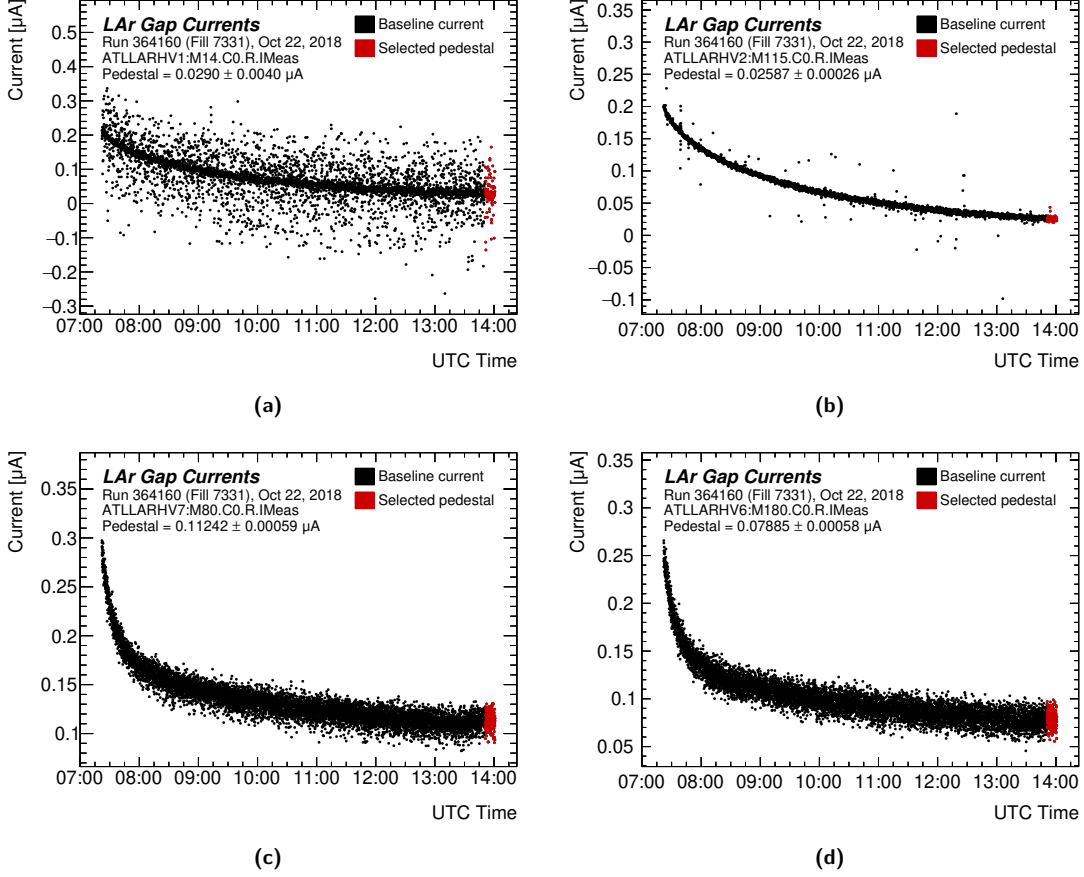 LAr Gap Currents
Run 364160 (Fill 7331), Oct 22, 2018
ATLLARHV1:M14.C0.R.IMeas
Pedestal = 0.0290 ± 0.0040 μA
Baseline current
Selected pedestal
Current [μA]
0.5
0.4
0.3
0.2
0.1
0
−0.1
−0.2
−0.3
07:00 08:00 09:00 10:00 11:00 12:00 13:00 14:00
UTC Time
(a)
LAr Gap Currents
Run 364160 (Fill 7331), Oct 22, 2018
ATLLARHV2:M115.C0.R.IMeas
Pedestal = 0.02587 ± 0.00026 μA
Baseline current
Selected pedestal
Current [μA]
0.35
0.3
0.25
0.2
0.15
0.1
0.05
0
−0.05
−0.1
07:00 08:00 09:00 10:00 11:00 12:00 13:00 14:00
UTC Time
(b)
LAr Gap Currents
Run 364160 (Fill 7331), Oct 22, 2018
ATLLARHV7:M80.C0.R.IMeas
Pedestal = 0.11242 ± 0.00059 μA
Baseline current
Selected pedestal
Current [μA]
0.35
0.3
0.25
0.2
0.15
0.1
07:00 08:00 09:00 10:00 11:00 12:00 13:00 14:00
UTC Time
(c)
LAr Gap Currents
Run 364160 (Fill 7331), Oct 22, 2018
ATLLARHV6:M180.C0.R.IMeas
Pedestal = 0.07885 ± 0.00058 μA
Baseline current
Selected pedestal
Current [μA]
0.35
0.3
0.25
0.2
0.15
0.1
0.05
07:00 08:00 09:00 10:00 11:00 12:00 13:00 14:00
UTC Time
(d)